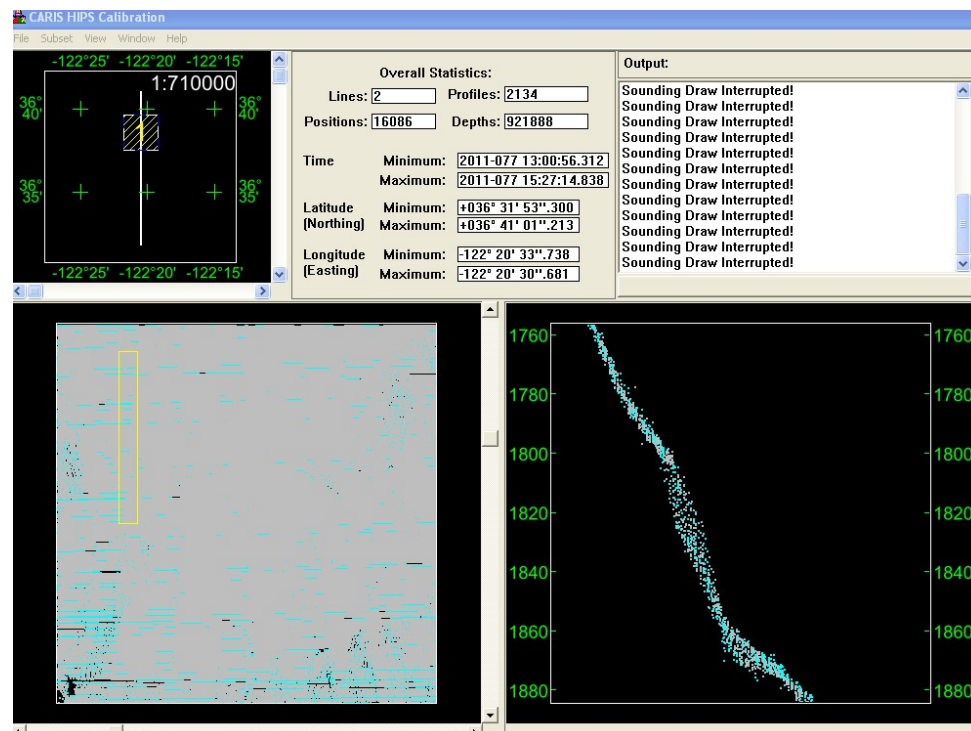 CARIS HIPS Calibration
File Subset View Window Help
-122°25' -122°20' -122°15'
1:710000
36° 40' 36° 40'
36° 35' 36° 35'
-122°25' -122°20' -122°15'
Overall Statistics:
Lines: 2 Profiles: 2134
Positions: 16086 Depths: 921888
Time Minimum: 2011-077 13:00:56.312
Maximum: 2011-077 15:27:14.838
Latitude Minimum: +036° 31' 53".300
(Northing) Maximum: +036° 41' 01".213
Longitude Minimum: -122° 20' 33".738
(Easting) Maximum: -122° 20' 30".681
Output:
Sounding Draw Interrupted!
Sounding Draw Interrupted!
Sounding Draw Interrupted!
Sounding Draw Interrupted!
Sounding Draw Interrupted!
Sounding Draw Interrupted!
Sounding Draw Interrupted!
Sounding Draw Interrupted!
Sounding Draw Interrupted!
Sounding Draw Interrupted!
Sounding Draw Interrupted!
Sounding Draw Interrupted!
1760 1760
1780 1780
1800 1800
1820 1820
1840 1840
1860 1860
1880 1880